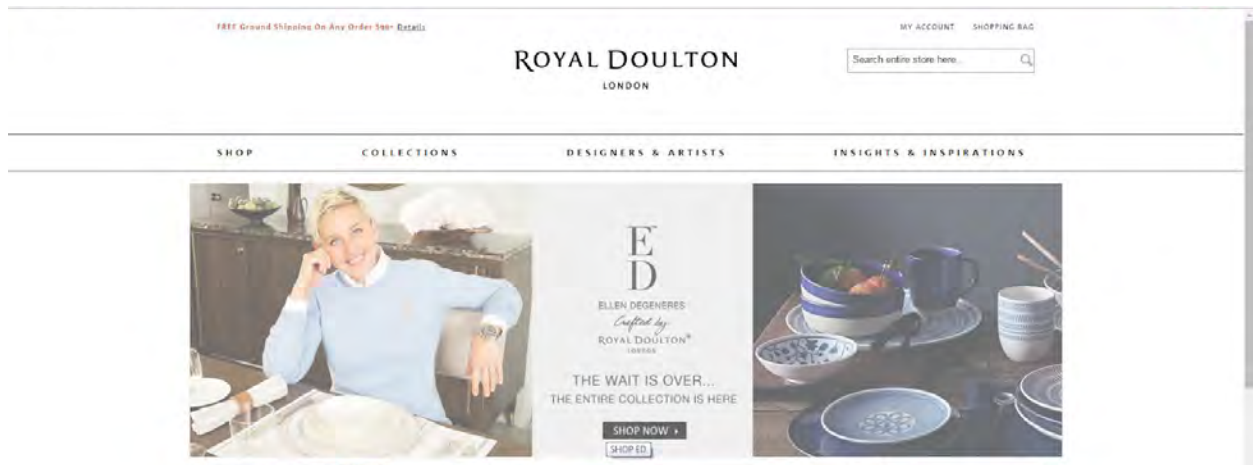 FREE Ground Shipping On Any Order $99+ Details
MY ACCOUNT SHOPPING BAG
ROYAL DOULTON
LONDON
Search entire store here...
SHOP COLLECTIONS DESIGNERS & ARTISTS INSIGHTS & INSPIRATIONS
E
D
ELLEN DEGENERES
Crafted by
ROYAL DOULTON®
LONDON
THE WAIT IS OVER...
THE ENTIRE COLLECTION IS HERE
SHOP NOW
SHOP ED